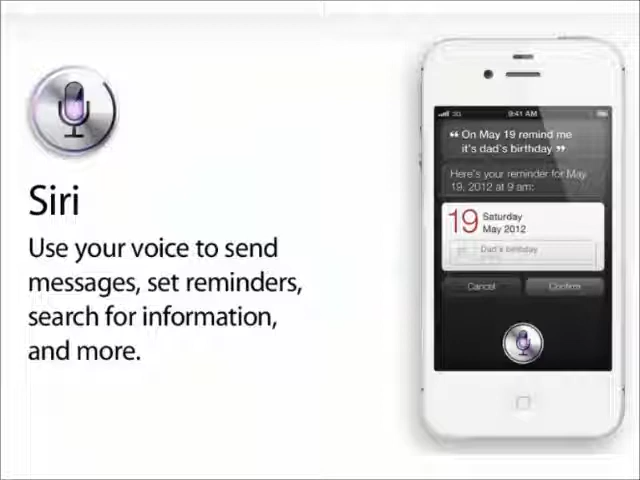 Siri
Use your voice to send
messages, set reminders,
search for information,
and more.
3G 9:41 AM
“ On May 19 remind me
it's dad's birthday ”
Here's your reminder for May
19, 2012 at 9 am:
19 Saturday
May 2012
Dad's birthday
Cancel Confirm